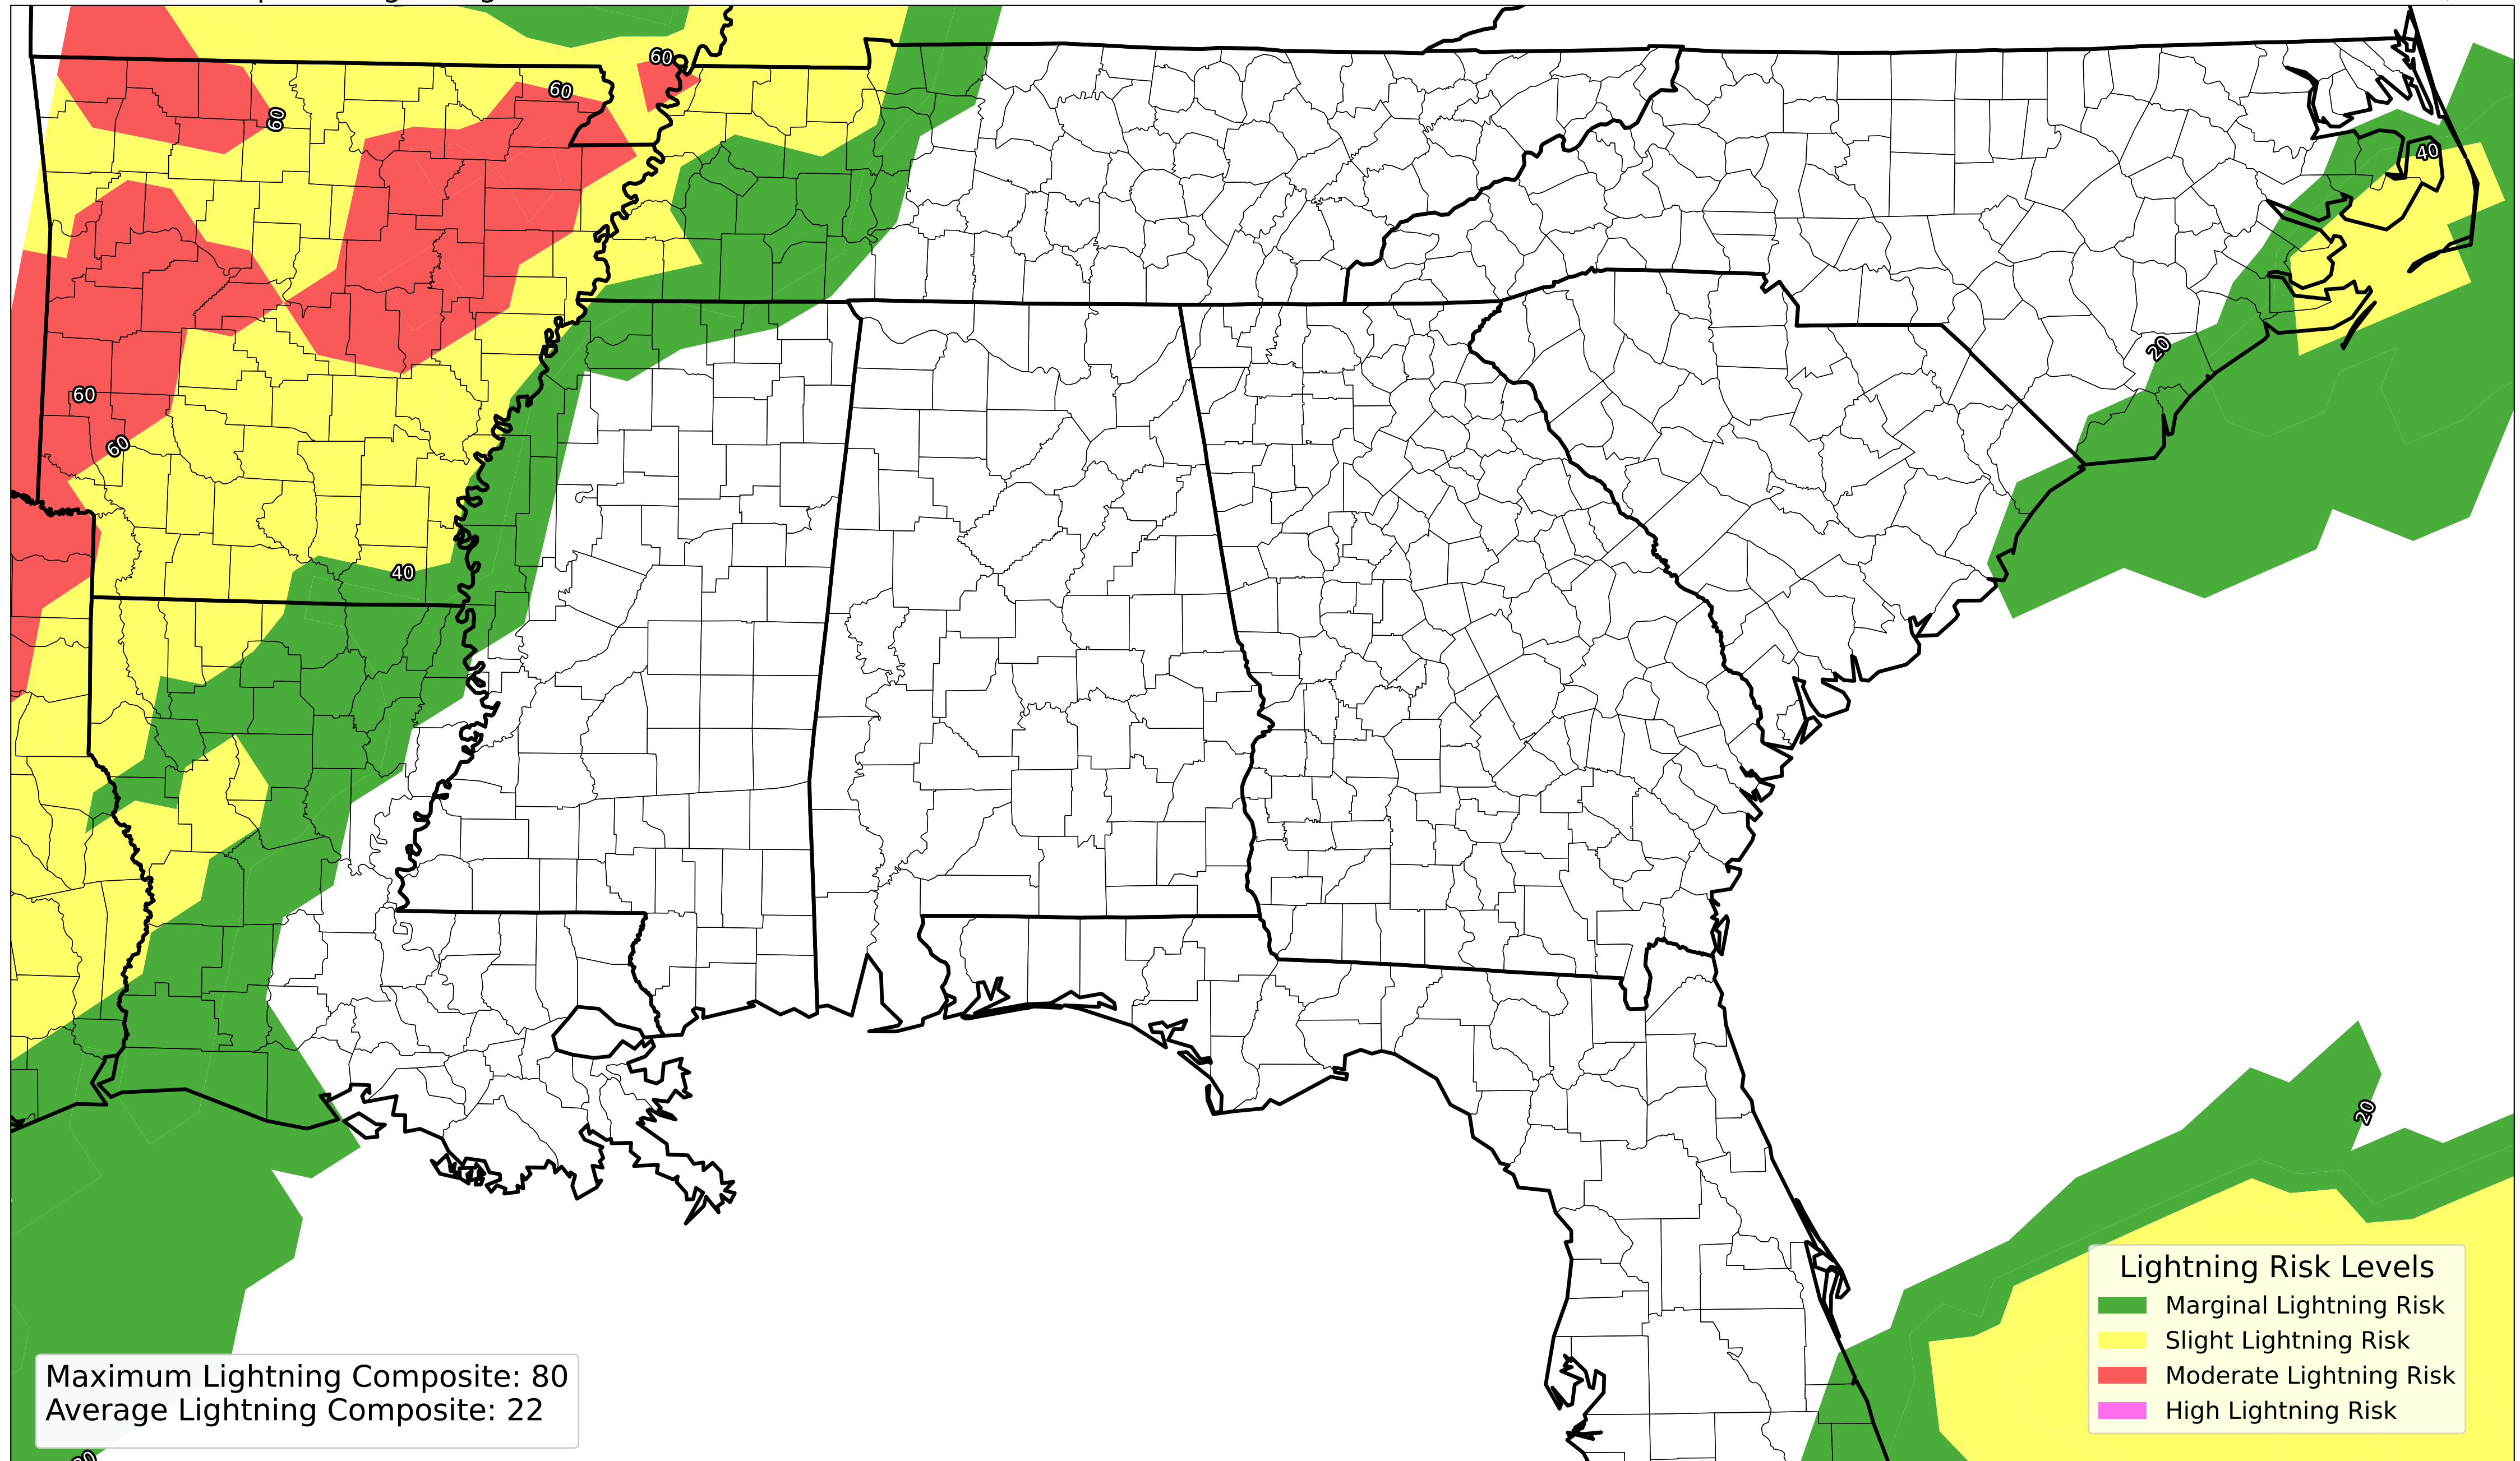 60
60
60
40
60
60
20
40
20
Lightning Risk Levels
Marginal Lightning Risk
Slight Lightning Risk
Moderate Lightning Risk
High Lightning Risk
Maximum Lightning Composite: 80
Average Lightning Composite: 22